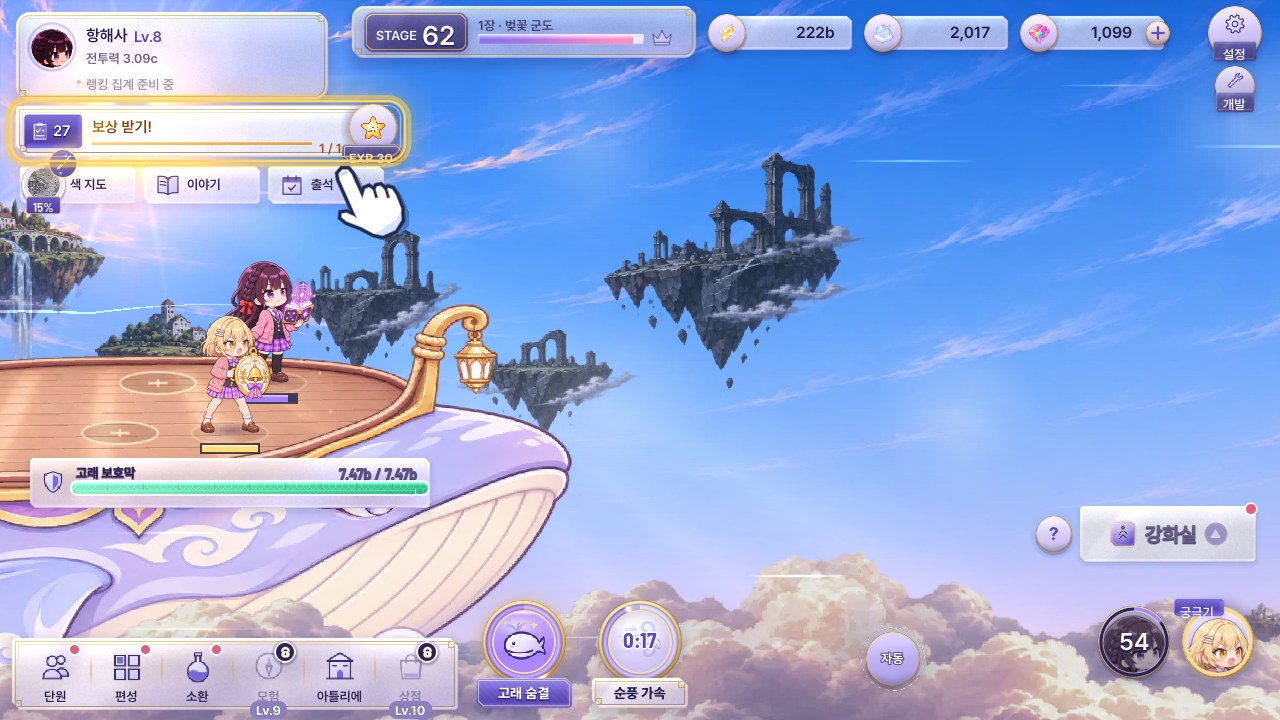 항해사 Lv.8
전투력 3.09c
* 랭킹 집계 준비 중
STAGE 62
1장 · 벚꽃 군도
222b
2,017
1,099
설정
개발
27
보상 받기!
1/1
EXP 30
색 지도
15%
이야기
출석
고래 보호막
7.47b / 7.47b
?
강화실
단원
편성
소환
모험
Lv.9
아틀리에
상점
Lv.10
고래 숨결
0:17
순풍 가속
자동
54
궁극기